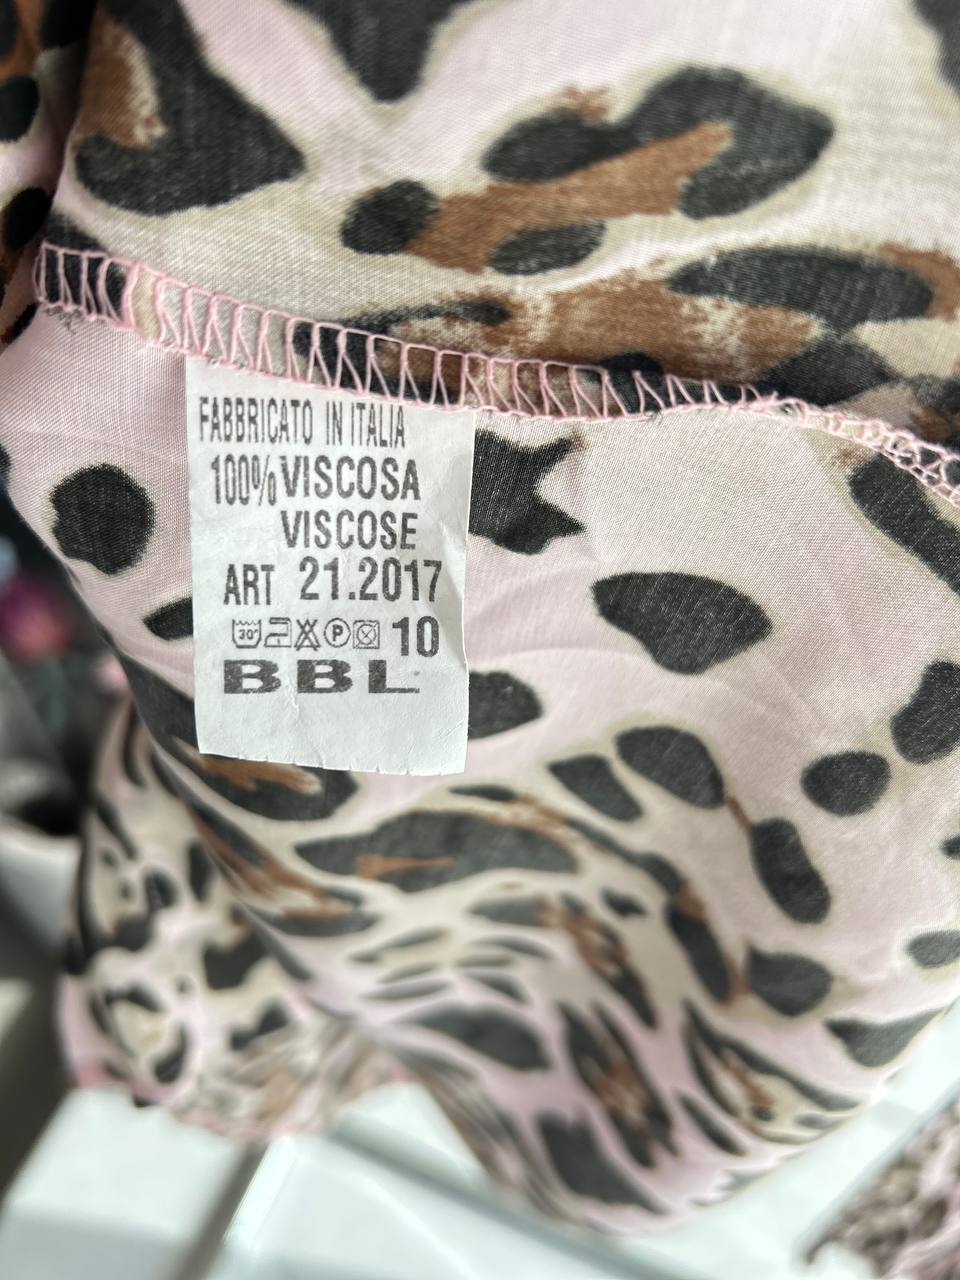 FABBRICATO IN ITALIA
100% VISCOSA
VISCOSE
ART 21.2017
30° P 10
BBL